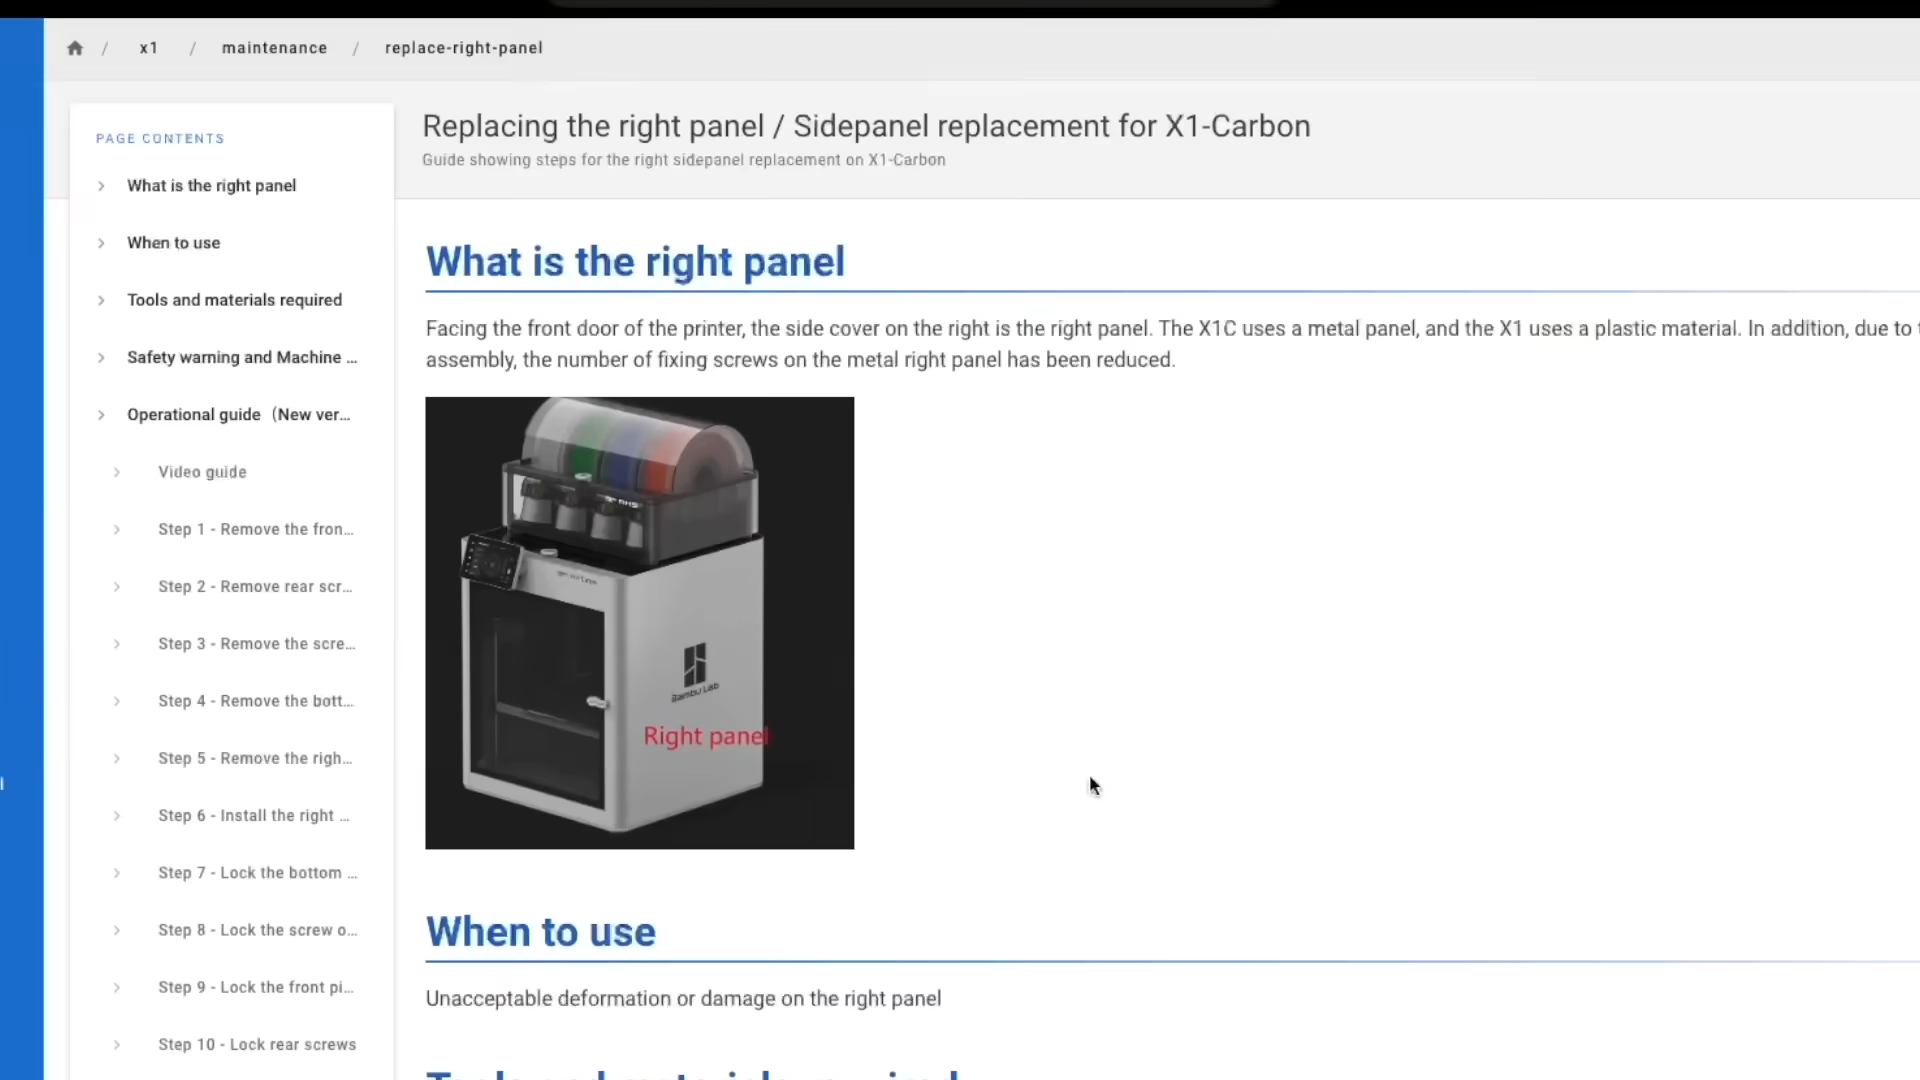 x1 / maintenance / replace-right-panel
PAGE CONTENTS
What is the right panel
When to use
Tools and materials required
Safety warning and Machine ...
Operational guide（New ver...
Video guide
Step 1 - Remove the fron...
Step 2 - Remove rear scr...
Step 3 - Remove the scre...
Step 4 - Remove the bott...
Step 5 - Remove the righ...
Step 6 - Install the right ...
Step 7 - Lock the bottom ...
Step 8 - Lock the screw o...
Step 9 - Lock the front pi...
Step 10 - Lock rear screws
Replacing the right panel / Sidepanel replacement for X1-Carbon
Guide showing steps for the right sidepanel replacement on X1-Carbon
What is the right panel
Facing the front door of the printer, the side cover on the right is the right panel. The X1C uses a metal panel, and the X1 uses a plastic material. In addition, due to
assembly, the number of fixing screws on the metal right panel has been reduced.
Bambu Lab
Right panel
When to use
Unacceptable deformation or damage on the right panel
Tools and materials required